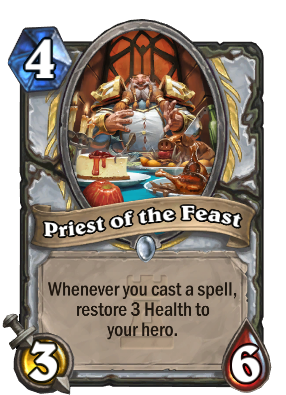 4
Priest of the Feast
Whenever you cast a spell,
restore 3 Health to
your hero.
3
6